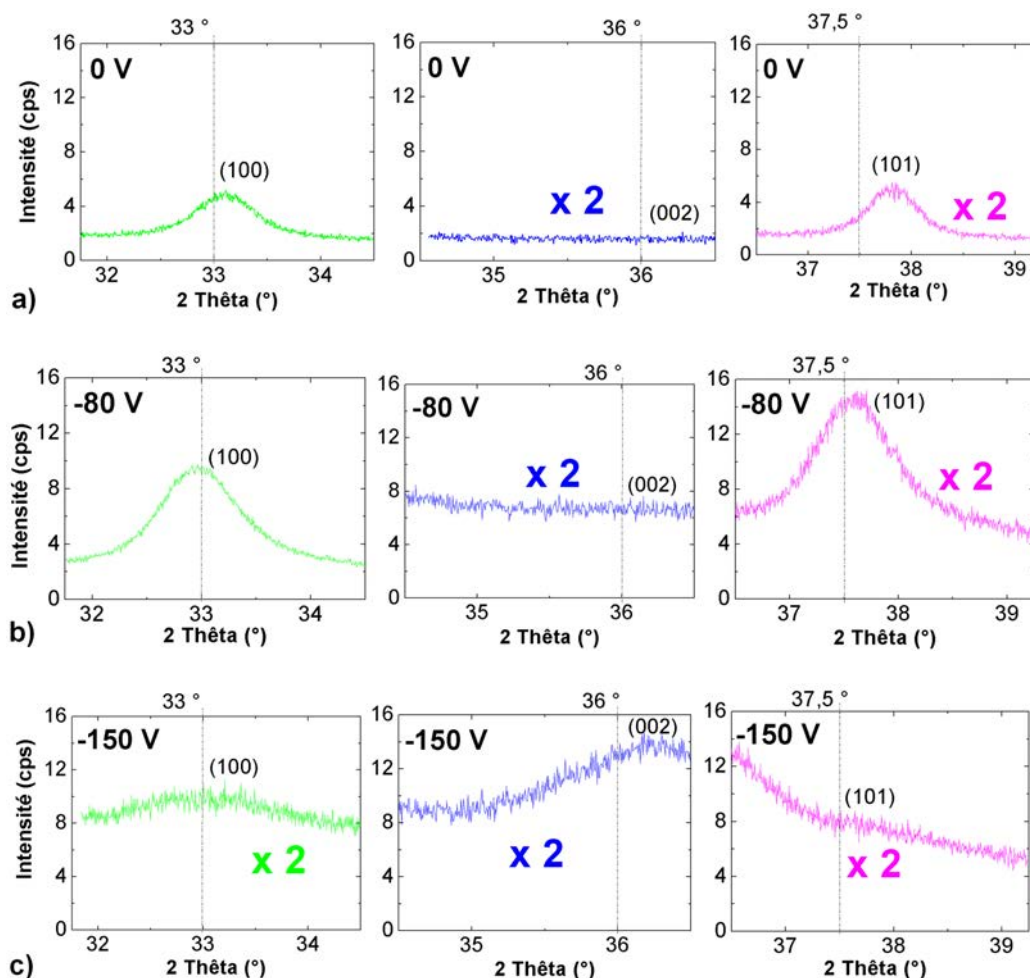 33 °
36 °
37,5 °
16
0 V
12
8
(100)
4
0
32
33
34
Intensité (cps)
2 Thêta (°)
16
0 V
12
8
x 2
4
(002)
0
35
36
2 Thêta (°)
16
0 V
12
8
(101)
x 2
4
0
37
38
39
2 Thêta (°)
a)
33 °
36 °
37,5 °
16
-80 V
12
(100)
8
4
0
32
33
34
Intensité (cps)
2 Thêta (°)
16
-80 V
12
x 2
(002)
8
4
0
35
36
2 Thêta (°)
16
-80 V
(101)
12
x 2
8
4
0
37
38
39
2 Thêta (°)
b)
33 °
36 °
37,5 °
16
-150 V
12
(100)
8
x 2
4
0
32
33
34
Intensité (cps)
2 Thêta (°)
16
-150 V
(002)
12
8
x 2
4
0
35
36
2 Thêta (°)
16
-150 V
12
(101)
8
x 2
4
0
37
38
39
2 Thêta (°)
c)